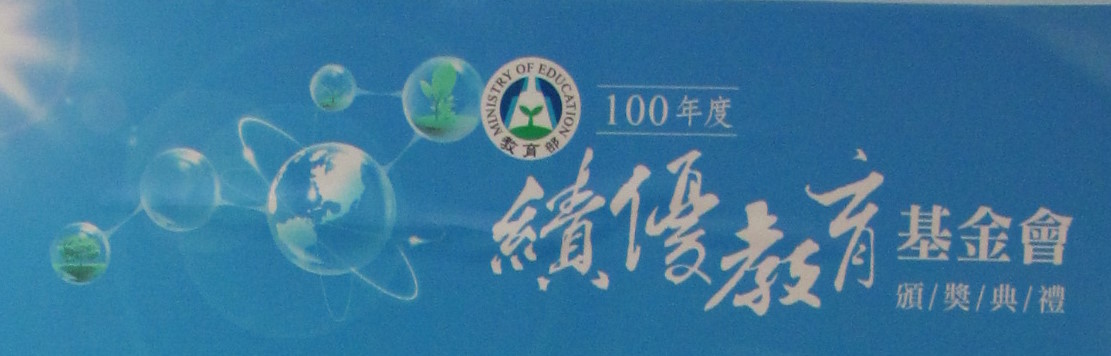 MINISTRY OF EDUCATION
教育部
100年度
績優教育基金會
頒/獎/典/禮